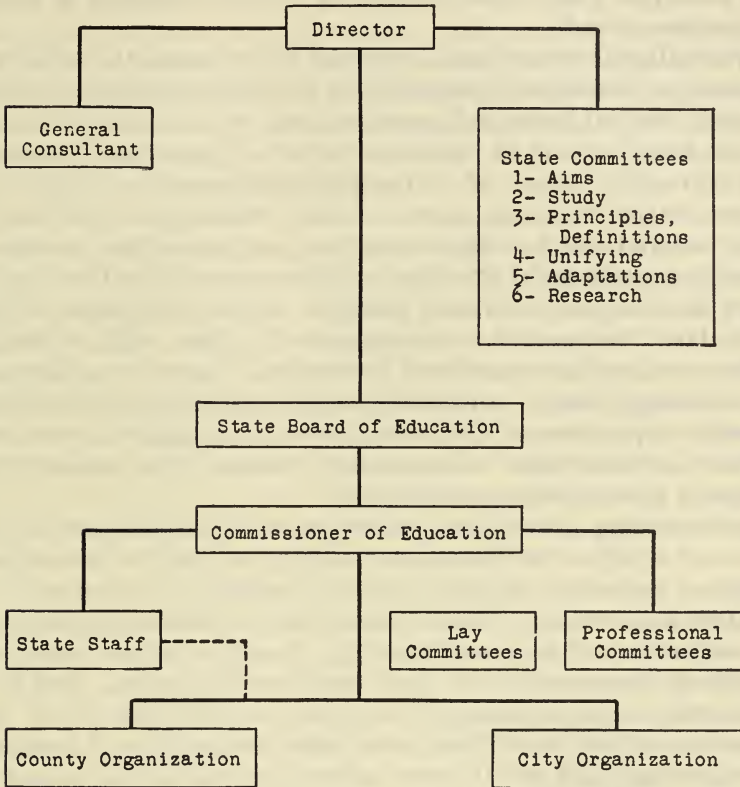 Director
General
Consultant
State Committees
1- Aims
2- Study
3- Principles,
Definitions
4- Unifying
5- Adaptations
6- Research
State Board of Education
Commissioner of Education
State Staff
Lay
Committees
Professional
Committees
County Organization
City Organization